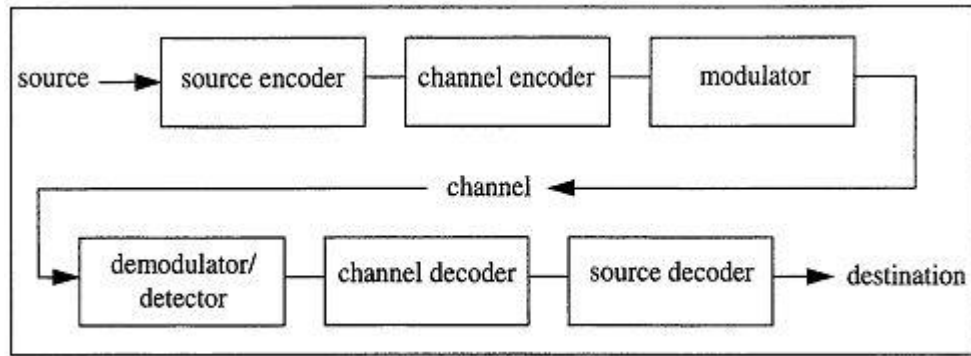 source
source encoder
channel encoder
modulator
channel
demodulator/
detector
channel decoder
source decoder
destination